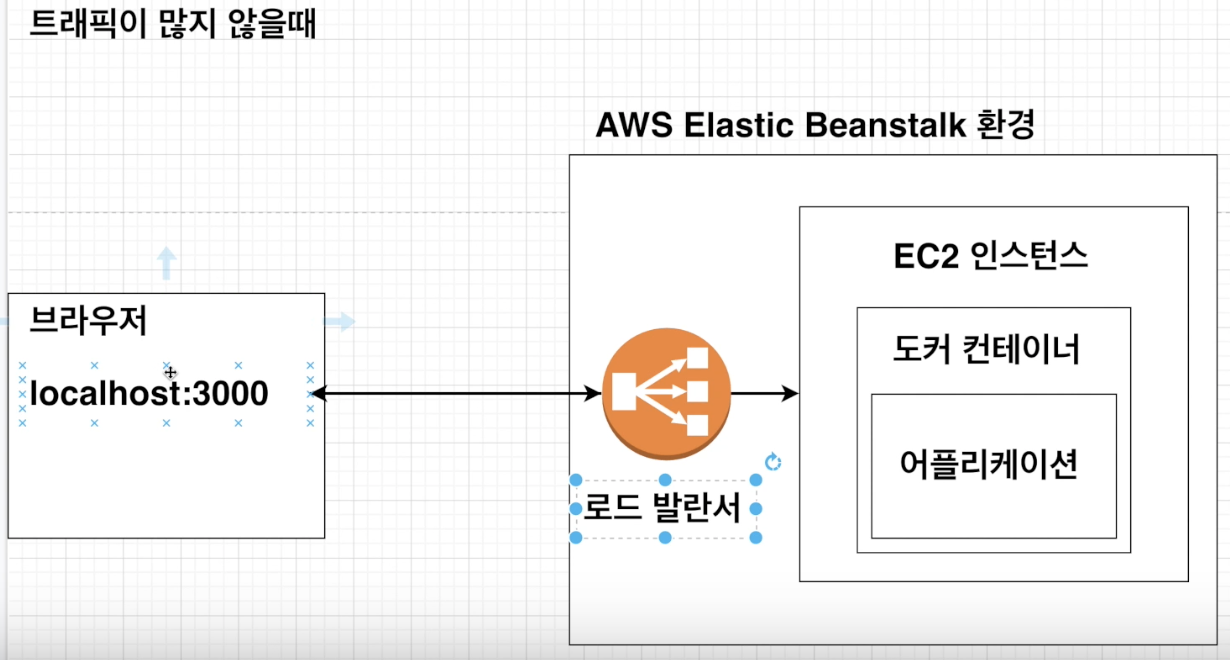 트래픽이 많지 않을때
AWS Elastic Beanstalk 환경
EC2 인스턴스
브라우저
도커 컨테이너
localhost:3000
어플리케이션
로드 발란서